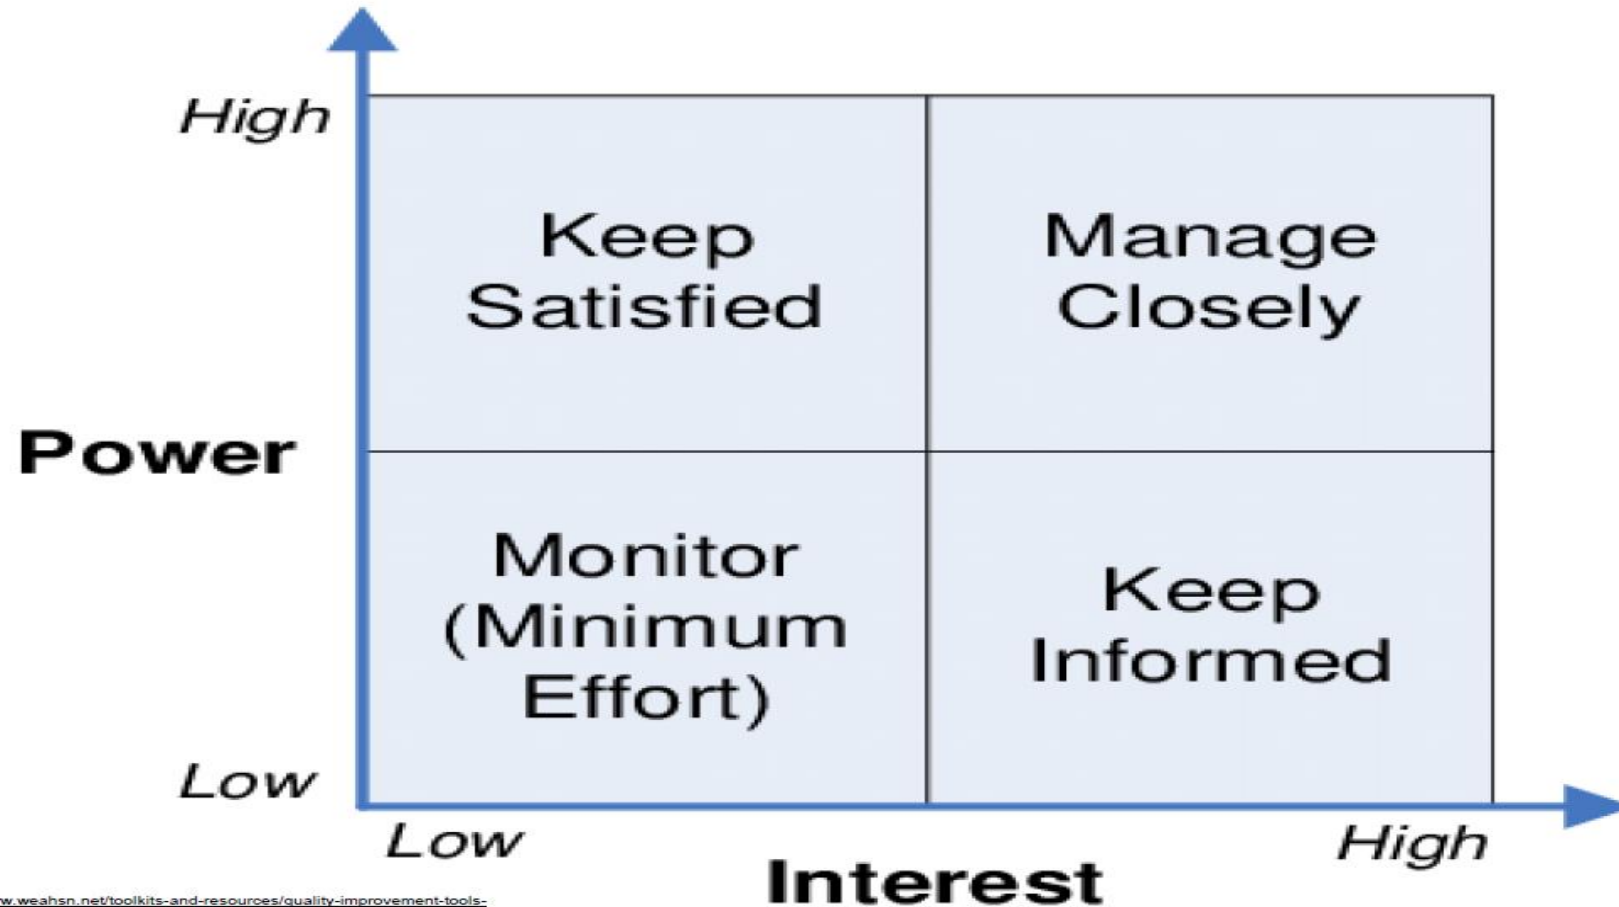 High
Keep
Satisfied
Manage
Closely
Power
Monitor
(Minimum
Effort)
Keep
Informed
Low
Low
High
Interest
w.weahsn.net/toolkits-and-resources/quality-improvement-tools-